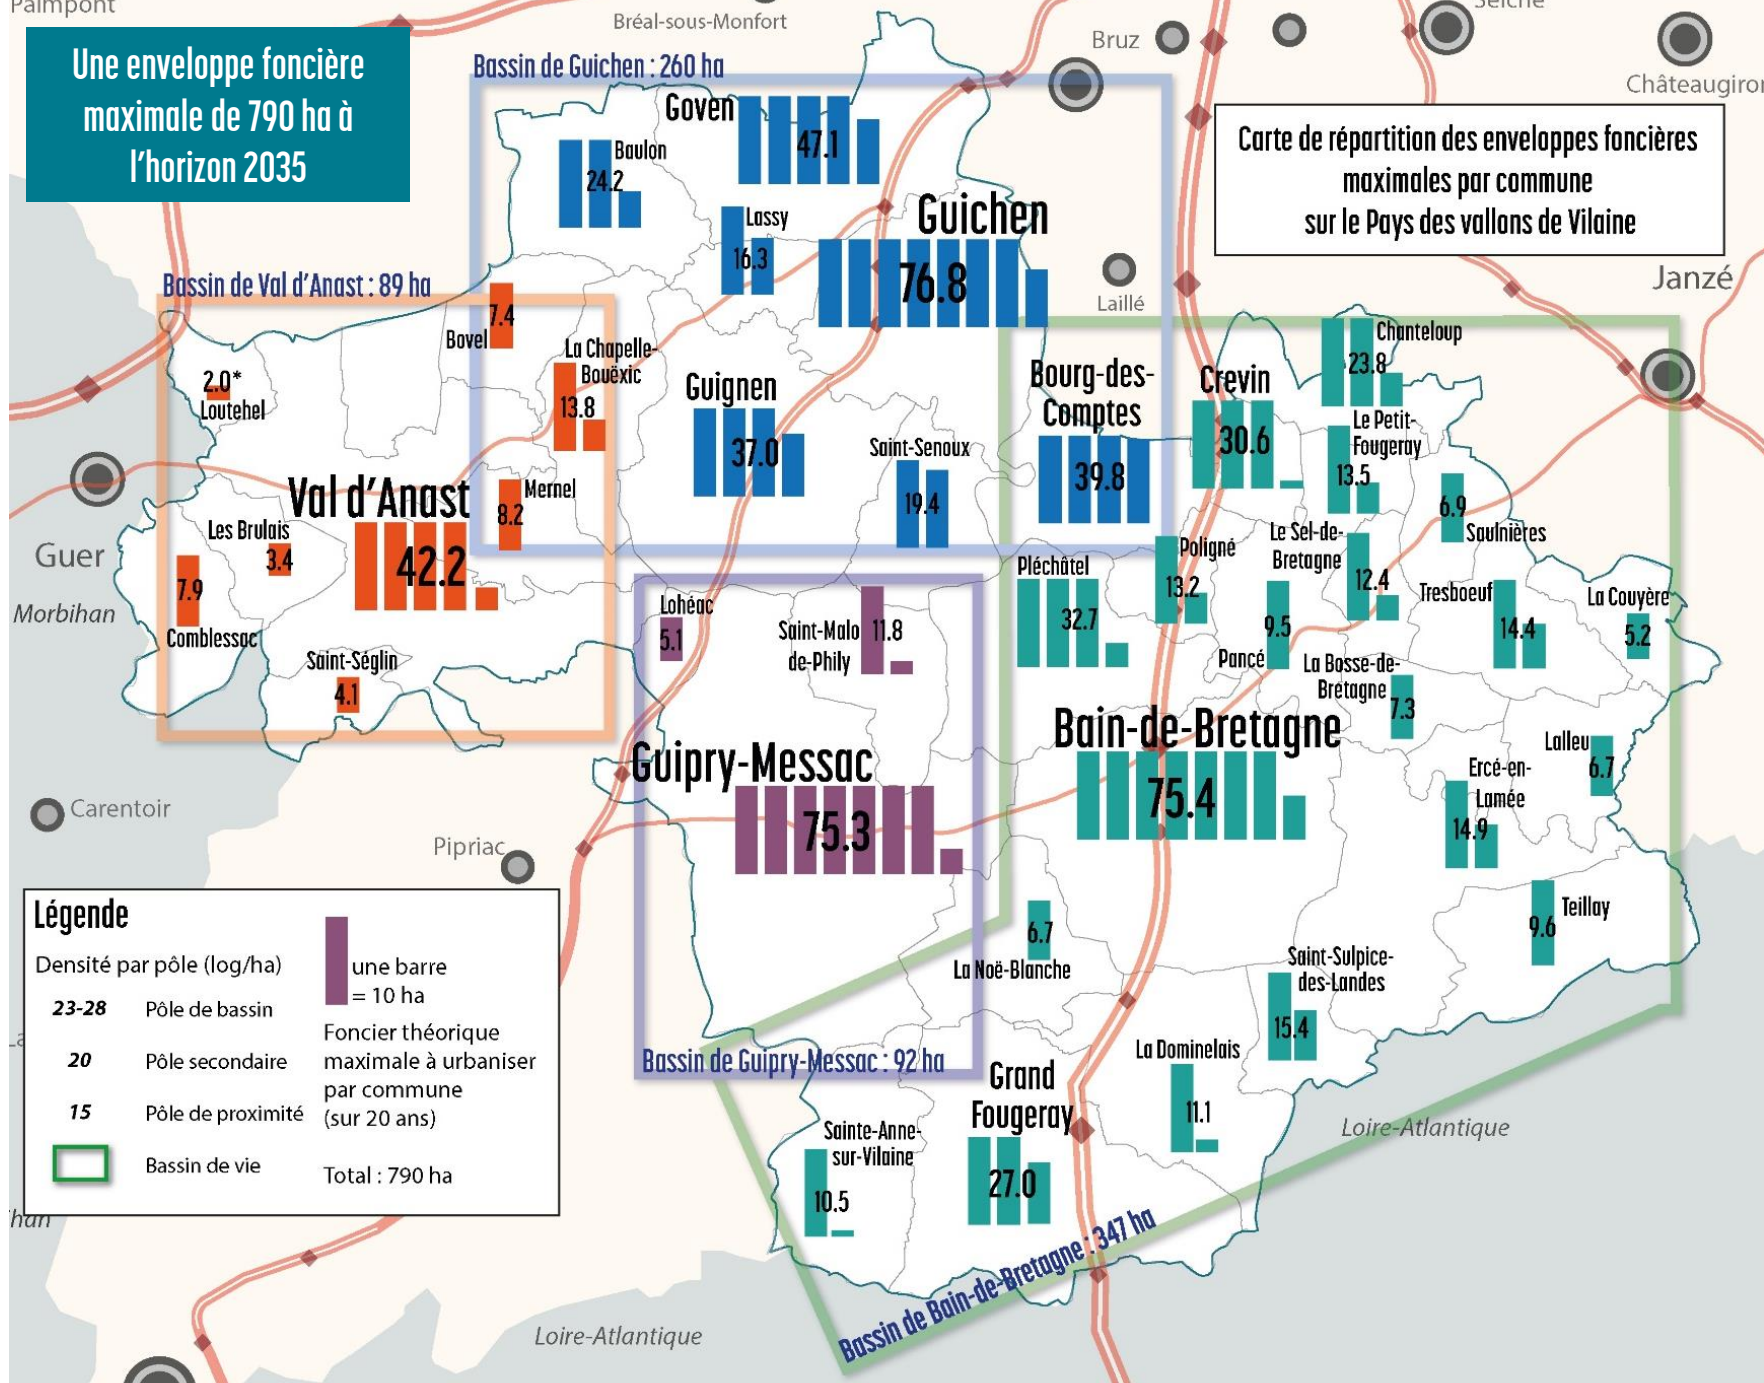 Paimpont
Bréal-sous-Monfort
Bruz
Châteaugiron
Une enveloppe foncière
maximale de 790 ha à
l'horizon 2035
Bassin de Guichen : 260 ha
Carte de répartition des enveloppes foncières
maximales par commune
sur le Pays des vallons de Vilaine
Goven
47.1
Baulon
24.2
Lassy
16.3
Guichen
76.8
Laillé
Janzé
Bassin de Val d'Anast : 89 ha
7.4
Bovel
La Chapelle-
Bouëxic
13.8
2.0*
Loutehel
Guignen
37.0
Saint-Senoux
19.4
Bourg-des-
Comptes
39.8
Crevin
30.6
Chanteloup
23.8
Le Petit-
Fougeray
13.5
6.9
Saulnières
Val d'Anast
42.2
Mernel
8.2
Les Brulais
3.4
Guer
7.9
Comblessac
Morbihan
Saint-Séglin
4.1
Lohéac
5.1
Saint-Malo
de-Phily
11.8
Pléchâtel
32.7
Poligné
13.2
Le Sel-de-
Bretagne
12.4
9.5
Pancé
Tresboeuf
14.4
La Couyère
5.2
La Bosse-de-
Bretagne
7.3
Guipry-Messac
75.3
Bain-de-Bretagne
75.4
Lalleu
6.7
Ercé-en-
Lamée
14.9
Carentoir
Pipriac
Teillay
9.6
6.7
La Noë-Blanche
Saint-Sulpice-
des-Landes
15.4
La Dominelais
11.1
Bassin de Guipry-Messac : 92 ha
Grand
Fougeray
27.0
Sainte-Anne-
sur-Vilaine
10.5
Bassin de Bain-de-Bretagne : 347 ha
Loire-Atlantique
Loire-Atlantique
Légende
Densité par pôle (log/ha)
23-28 Pôle de bassin
20 Pôle secondaire
15 Pôle de proximité
Bassin de vie
une barre
= 10 ha
Foncier théorique
maximale à urbaniser
par commune
(sur 20 ans)
Total : 790 ha